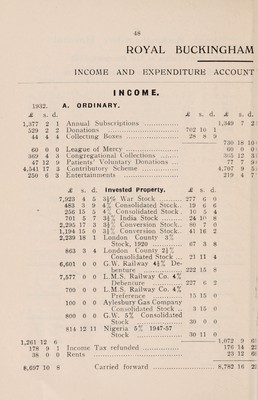 48
ROYAL BUCKINGHAM
INCOME AND EXPENDITURE ACCOUNT
INCOME.
1932. A. ORDINARY.
£ s. d. £ s. d. £ s. d.
1,377 2 1 Annual Subscriptions 1,349 7 2
529 2 2 Donations 702 10 1
44 4 4 Collecting Boxes 28 8 9
730 18 10
60 0 0 League of Mercy 60 0 0
369 4 3 Congregational Collections 365 12 3
47 12 9 Patients' Voluntary Donations 77 7 9
4,541 17 3 Contributory Scheme 4,707 9 5
250 6 3 Entertainments 219 4 7
£ s. d. Invested Property. £ s. d.
7,923 4 5 3½% War Stock 277 6 0
483 3 9 4% Consolidated Stock.. 19 6 6
256 15 5 4% Consolidated Stock. 10 5 4
701 5 7 3½% India Stock 24 10 8
2,295 17 3 3½% Conversion Stock.. 80 7 0
1,194 15 0 3½% Conversion Stock.. 41 16 2
2,239 18 1 London County 3%
Stock, 1920 67 3 8
863 3 4 London County 2½%
Consolidated Stock ... 21 11 4
6,601 0 0 G.W. Railway 4½% De-
benture 222 15 8
7,577 0 0 L.M.S. Railway Co. 4%
Debenture 227 6 2
700 0 0 L.M.S. Railway Co. 4%
Preference 15 15 0
100 0 0 Aylesbury Gas Company
Consolidated Stock .. 3 15 0
800 0 0 G.W. 5% Consolidated
Stock 30 0 0
814 12 11 Nigeria 5% 1947-57
Stock 30 11 0
1,261 12 6 1,072 9 6
178 9 1 Income Tax refunded 176 14 2
38 0 0 Rents 23 12 6
8,697 10 8 Carried forward 8,782 16 2